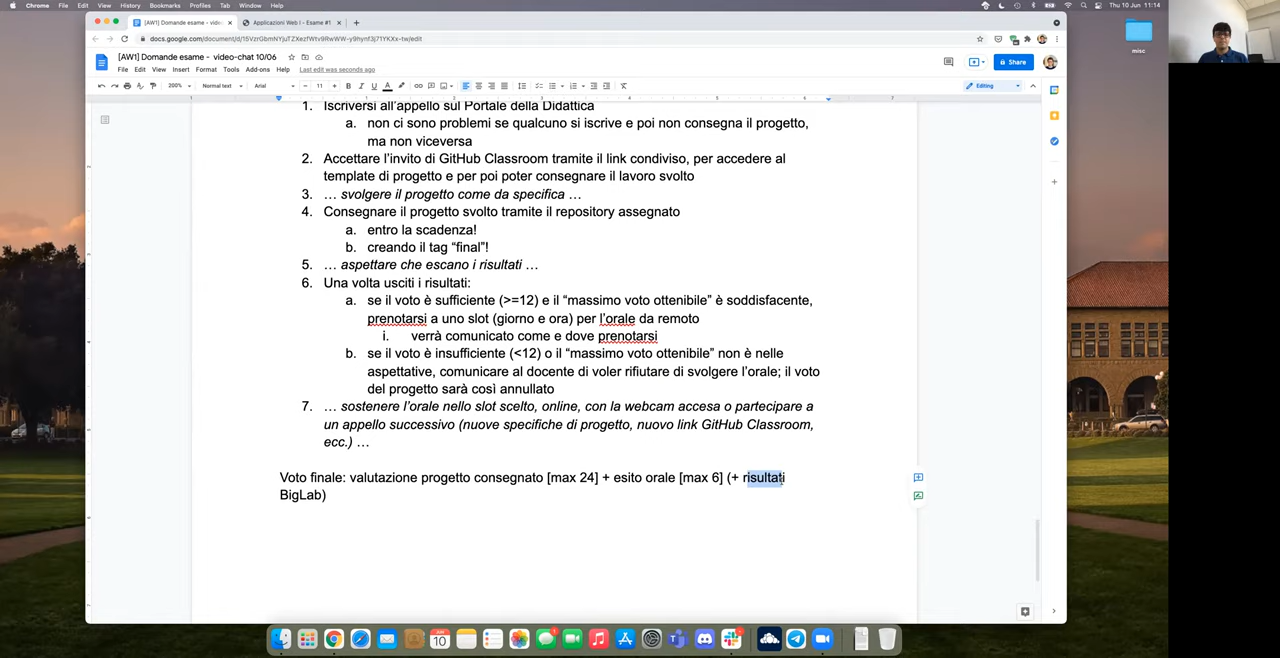 Chrome File Edit View History Bookmarks Profiles Tab Window Help
Thu 10 Jun 11:14
[AW1] Domande esame - vide
Applicazioni Web I - Esame #1
docs.google.com/document/d/
[AW1] Domande esame - video-chat 10/06
File Edit View Insert Format Tools Add-ons Help Last edit was seconds ago
Share
200% Normal text Arial 11 Editing
1. Iscriversi all'appello sul Portale della Didattica
a. non ci sono problemi se qualcuno si iscrive e poi non consegna il progetto,
ma non viceversa
2. Accettare l'invito di GitHub Classroom tramite il link condiviso, per accedere al
template di progetto e per poi poter consegnare il lavoro svolto
3. … svolgere il progetto come da specifica …
4. Consegnare il progetto svolto tramite il repository assegnato
a. entro la scadenza!
b. creando il tag “final”!
5. … aspettare che escano i risultati …
6. Una volta usciti i risultati:
a. se il voto è sufficiente (>=12) e il “massimo voto ottenibile” è soddisfacente,
prenotarsi a uno slot (giorno e ora) per l'orale da remoto
i. verrà comunicato come e dove prenotarsi
b. se il voto è insufficiente (<12) o il “massimo voto ottenibile” non è nelle
aspettative, comunicare al docente di voler rifiutare di svolgere l'orale; il voto
del progetto sarà così annullato
7. … sostenere l'orale nello slot scelto, online, con la webcam accesa o partecipare a
un appello successivo (nuove specifiche di progetto, nuovo link GitHub Classroom,
ecc.) …
Voto finale: valutazione progetto consegnato [max 24] + esito orale [max 6] (+ risultati
BigLab)
misc